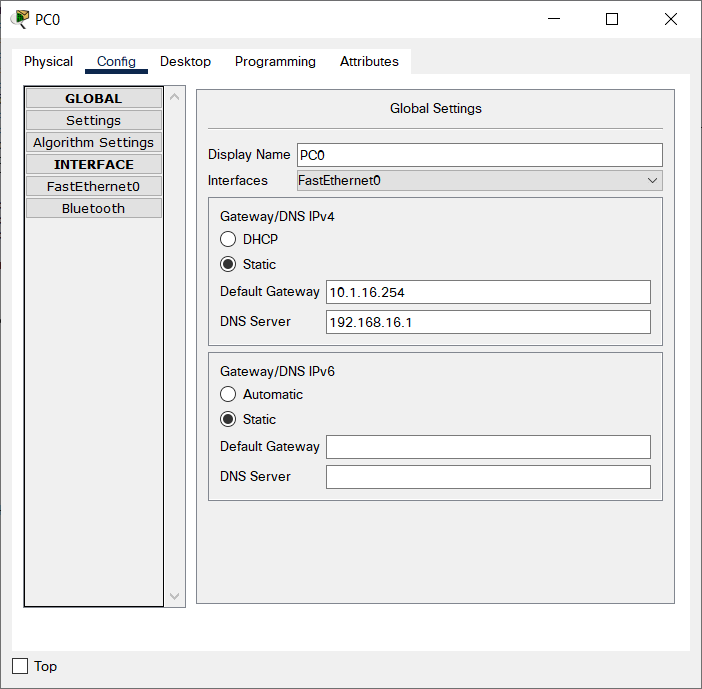 PC0
Physical Config Desktop Programming Attributes
GLOBAL
Settings
Algorithm Settings
INTERFACE
FastEthernet0
Bluetooth
Global Settings
Display Name PC0
Interfaces FastEthernet0
Gateway/DNS IPv4
DHCP
Static
Default Gateway 10.1.16.254
DNS Server 192.168.16.1
Gateway/DNS IPv6
Automatic
Static
Default Gateway
DNS Server
Top